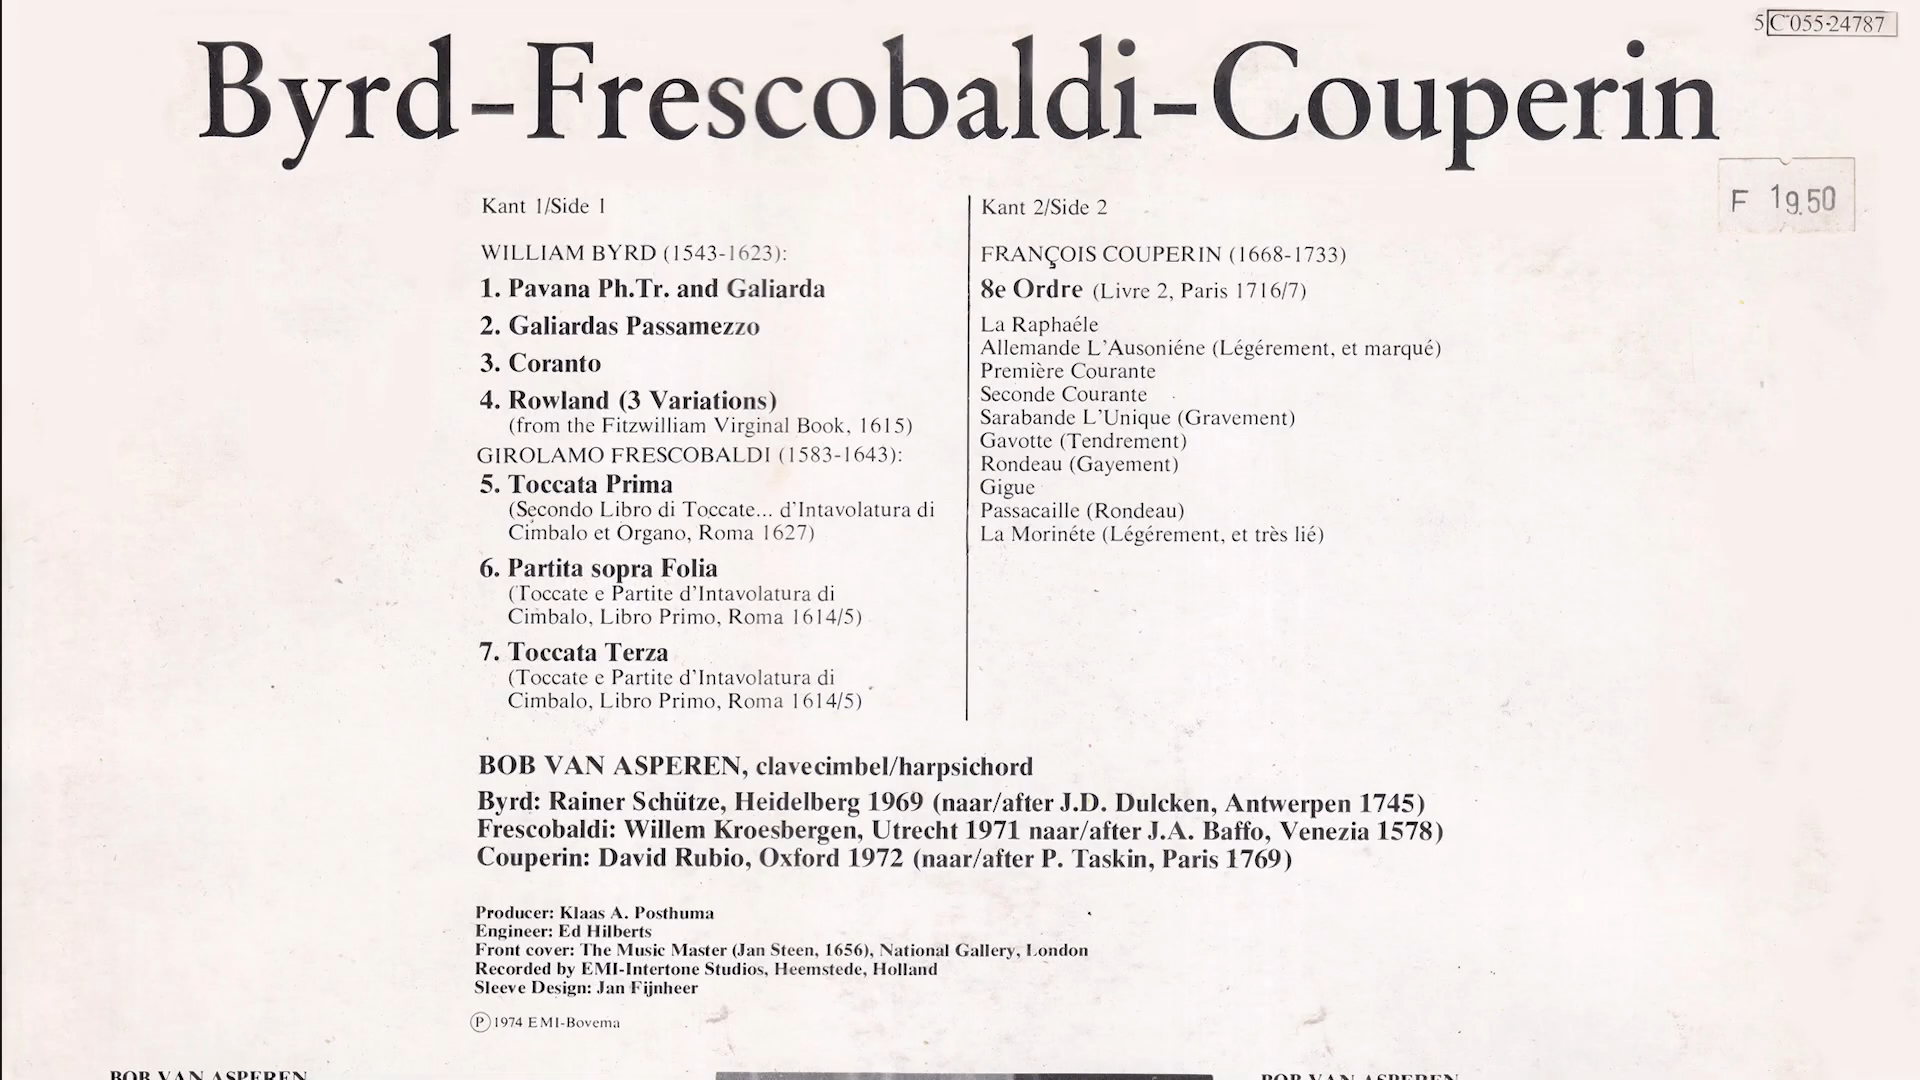 5 C 055-24787
Byrd-Frescobaldi-Couperin
F 19.50
Kant 1/Side 1
WILLIAM BYRD (1543-1623):
1. Pavana Ph.Tr. and Galiarda
2. Galiardas Passamezzo
3. Coranto
4. Rowland (3 Variations)
(from the Fitzwilliam Virginal Book, 1615)
GIROLAMO FRESCOBALDI (1583-1643):
5. Toccata Prima
(Secondo Libro di Toccate... d'Intavolatura di
Cimbalo et Organo, Roma 1627)
6. Partita sopra Folia
(Toccate e Partite d'Intavolatura di
Cimbalo, Libro Primo, Roma 1614/5)
7. Toccata Terza
(Toccate e Partite d'Intavolatura di
Cimbalo, Libro Primo, Roma 1614/5)
Kant 2/Side 2
FRANÇOIS COUPERIN (1668-1733)
8e Ordre (Livre 2, Paris 1716/7)
La Raphaéle
Allemande L'Ausoniéne (Légérement, et marqué)
Première Courante
Seconde Courante
Sarabande L'Unique (Gravement)
Gavotte (Tendrement)
Rondeau (Gayement)
Gigue
Passacaille (Rondeau)
La Morinéte (Légérement, et très lié)
BOB VAN ASPEREN, clavecimbel/harpsichord
Byrd: Rainer Schütze, Heidelberg 1969 (naar/after J.D. Dulcken, Antwerpen 1745)
Frescobaldi: Willem Kroesbergen, Utrecht 1971 naar/after J.A. Baffo, Venezia 1578)
Couperin: David Rubio, Oxford 1972 (naar/after P. Taskin, Paris 1769)
Producer: Klaas A. Posthuma
Engineer: Ed Hilberts
Front cover: The Music Master (Jan Steen, 1656), National Gallery, London
Recorded by EMI-Intertone Studios, Heemstede, Holland
Sleeve Design: Jan Fijnheer
Ⓟ 1974 EMI-Bovema
BOB VAN ASPEREN
BOB VAN ASPEREN